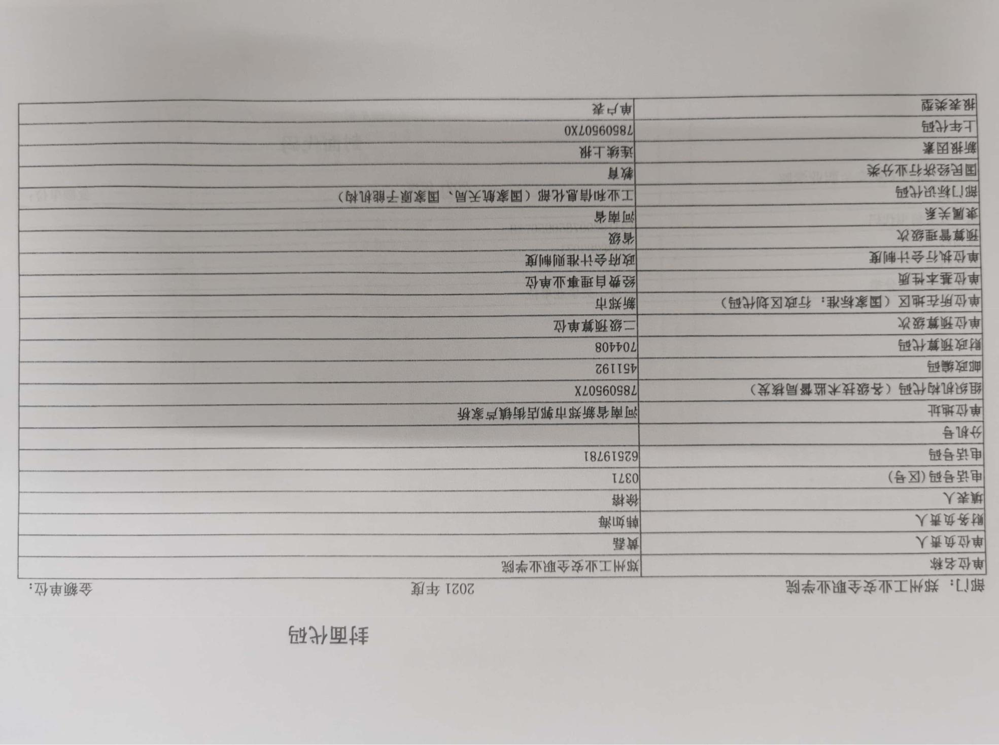 封面代码
部门：郑州工业安全职业学院 2021 年度 金额单位：
单位名称 郑州工业安全职业学院
单位负责人 黄磊
财务负责人 韩如海
填表人 徐榕
电话号码(区号) 0371
电话号码 62519781
分机号
单位地址 河南省新郑市郭店街镇芦家桥
组织机构代码（各级技术监督局核发） 78509507X
邮政编码 451192
财政预算代码 704408
单位预算级次 二级预算单位
单位所在地区（国家标准：行政区划代码） 新郑市
单位基本性质 经费自理事业单位
单位执行会计制度 政府会计准则制度
预算管理级次 省级
隶属关系 河南省
部门标识代码 工业和信息化部（国家航天局、国家原子能机构）
国民经济行业分类 教育
新报因素 连续上报
上年代码 78509507X0
报表类型 单户表